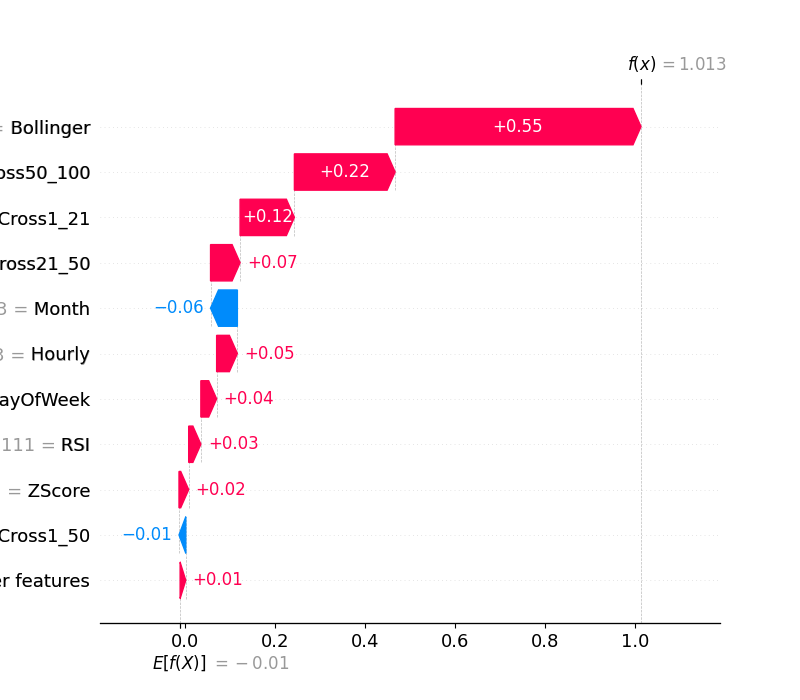 f(x) = 1.013
= Bollinger
+0.55
oss50_100
+0.22
Cross1_21
+0.12
ross21_50
+0.07
3 = Month
−0.06
3 = Hourly
+0.05
ayOfWeek
+0.04
111 = RSI
+0.03
= ZScore
+0.02
Cross1_50
−0.01
er features
+0.01
0.0 0.2 0.4 0.6 0.8 1.0
E[f(X)] = −0.01